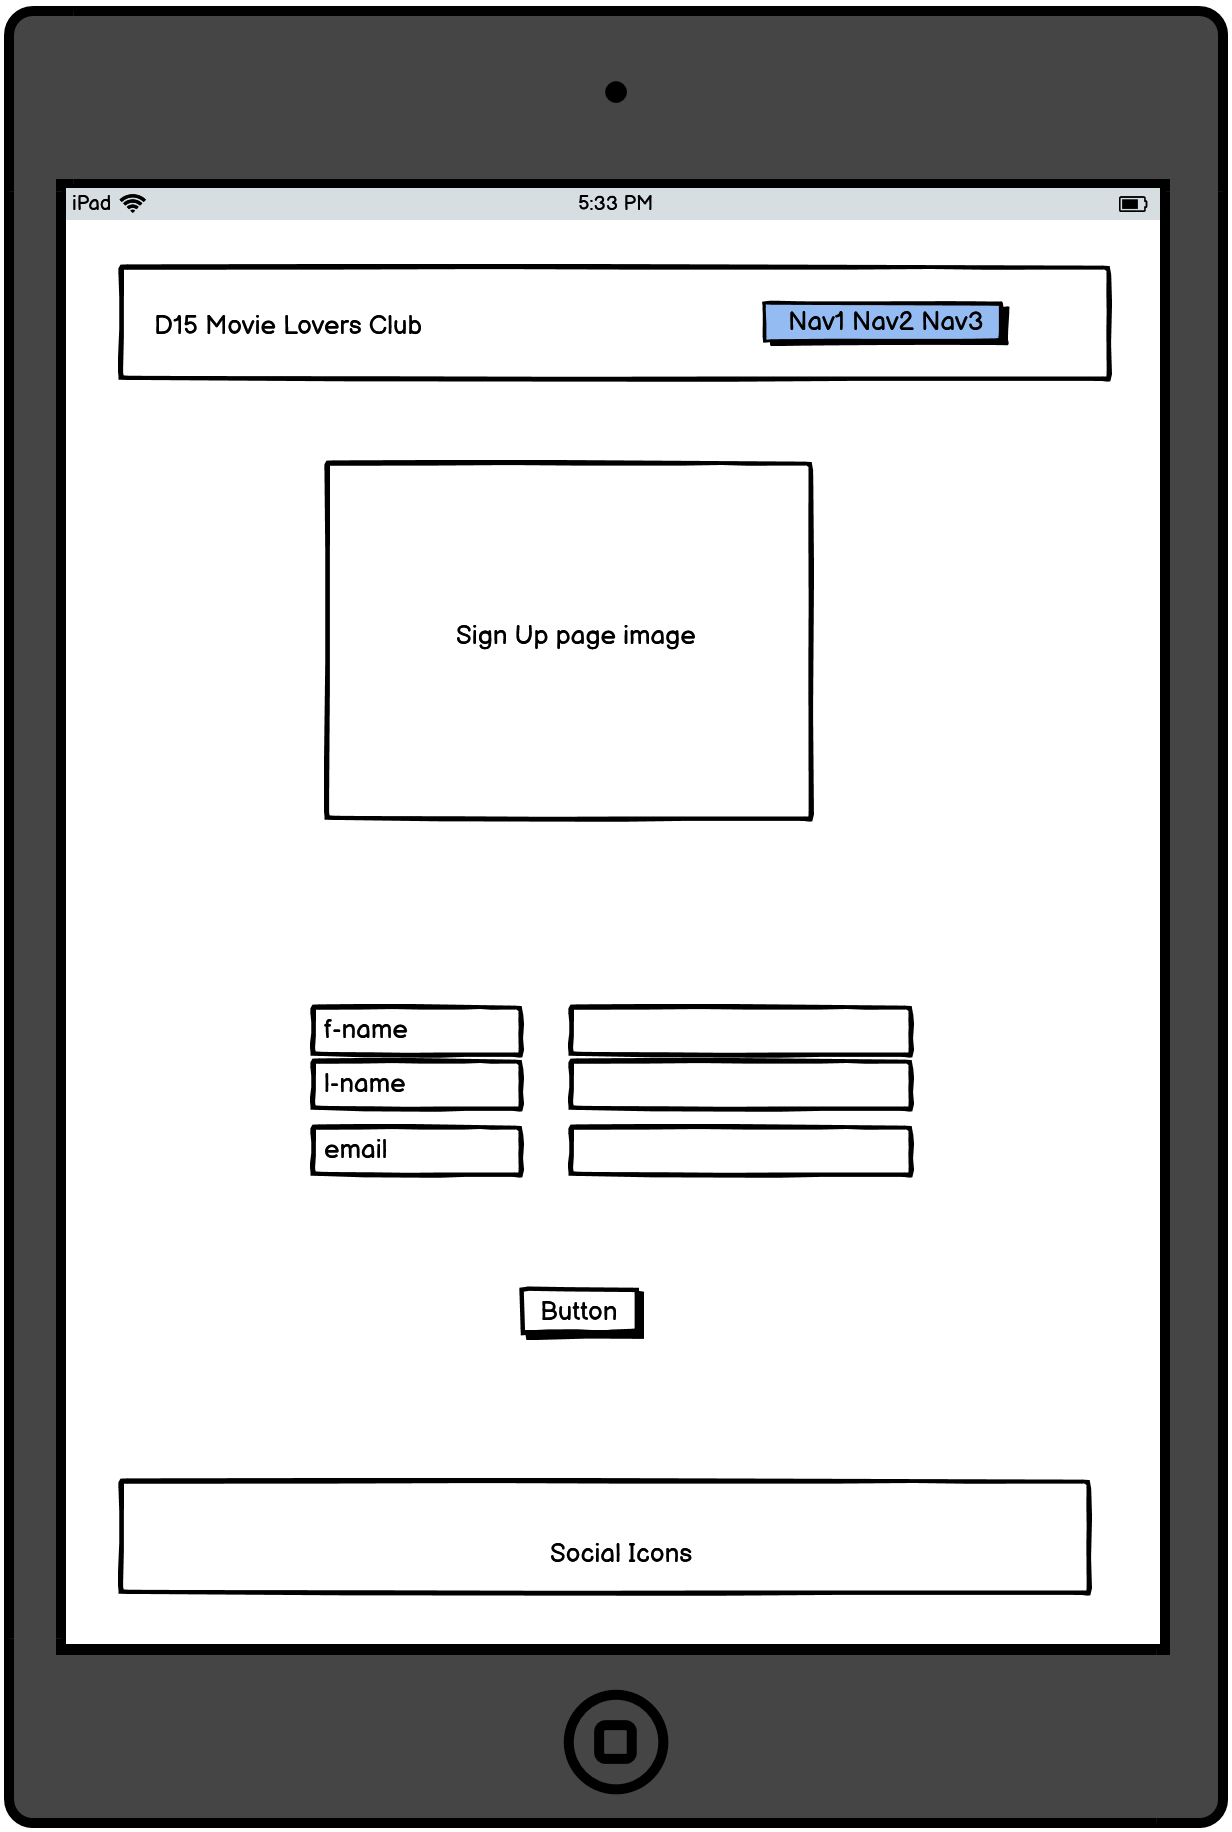 iPad 5:33 PM
D15 Movie Lovers Club Nav1 Nav2 Nav3
Sign Up page image
f-name
l-name
email
Button
Social Icons